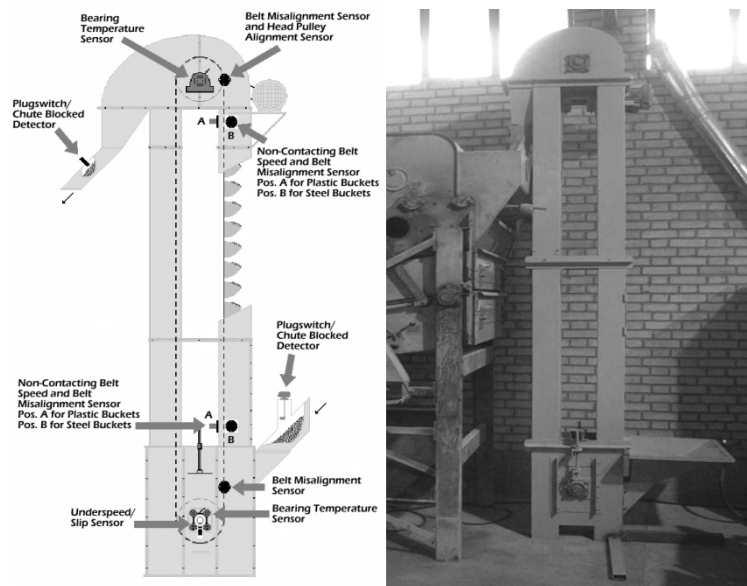 Bearing
Temperature
Sensor
Belt Misalignment Sensor
and Head Pulley
Alignment Sensor
Plugswitch/
Chute Blocked
Detector
A
B
Non-Contacting Belt
Speed and Belt
Misalignment Sensor
Pos. A for Plastic Buckets
Pos. B for Steel Buckets
Plugswitch/
Chute Blocked
Detector
Non-Contacting Belt
Speed and Belt
Misalignment Sensor
Pos. A for Plastic Buckets
Pos. B for Steel Buckets
A
B
Belt Misalignment
Sensor
Underspeed/
Slip Sensor
Bearing Temperature
Sensor